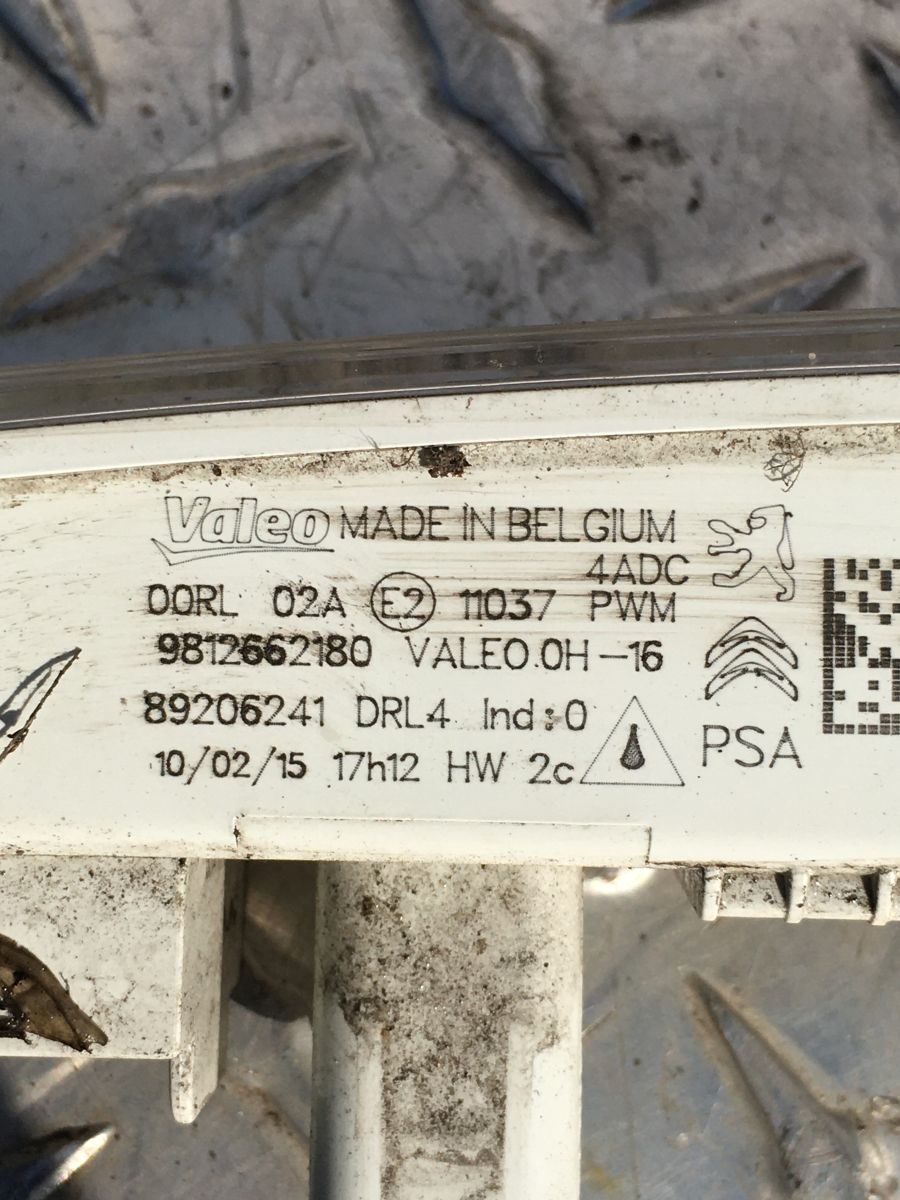 Valeo MADE IN BELGIUM
4ADC
00RL 02A E2 11037 PWM
9812662180 VALEO.0H-16
89206241 DRL4 Ind:0
10/02/15 17h12 HW 2c
PSA